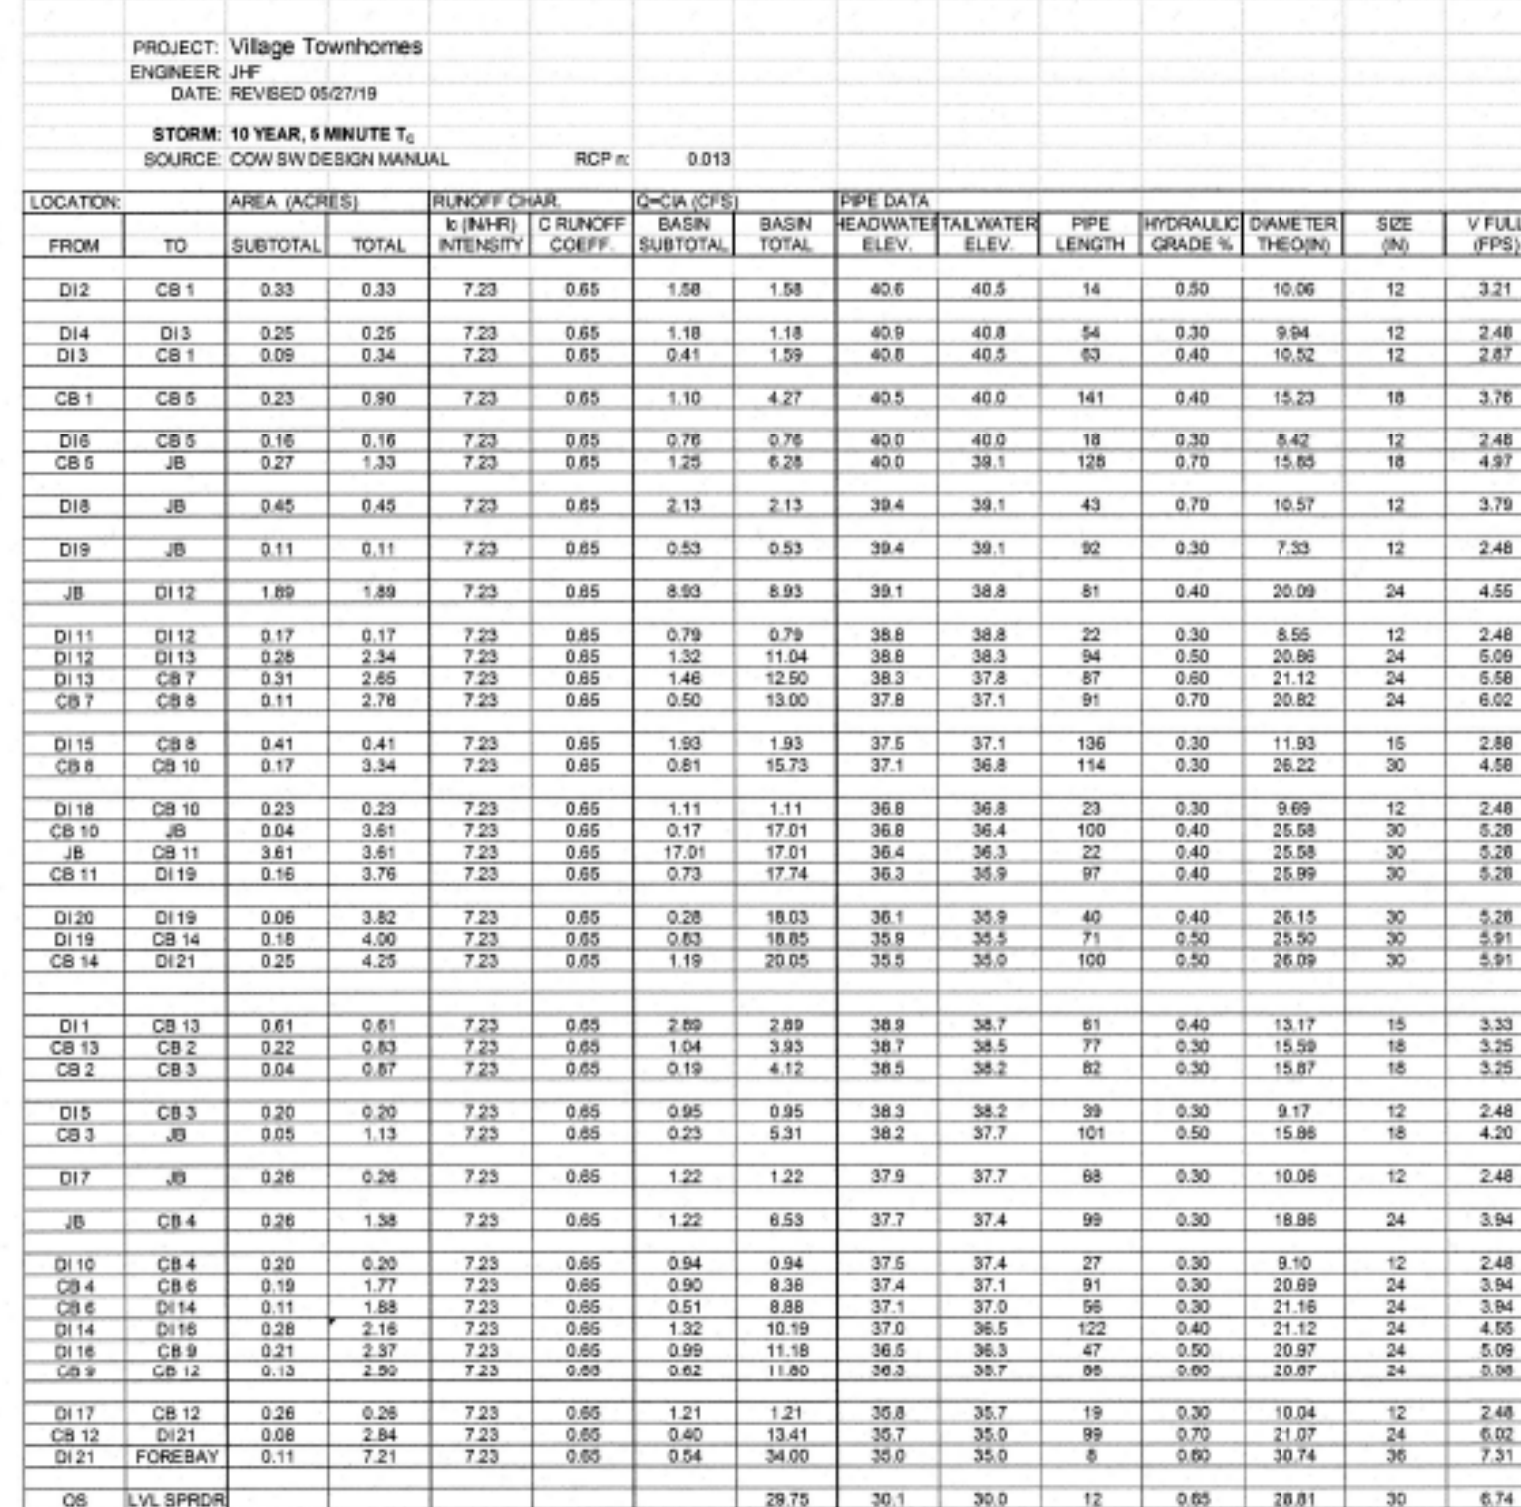 PROJECT: Village Townhomes
ENGINEER: JHF
DATE: REVISED 05/27/19
STORM: 10 YEAR, 5 MINUTE Tc
SOURCE: COW SW DESIGN MANUAL RCP n: 0.013
LOCATION: AREA (ACRES) RUNOFF CHAR. Q=CIA (CFS) PIPE DATA
Ic (IN/HR) C RUNOFF BASIN BASIN HEADWATER TAILWATER PIPE HYDRAULIC DIAMETER SIZE V FULL
FROM TO SUBTOTAL TOTAL INTENSITY COEFF. SUBTOTAL TOTAL ELEV. ELEV. LENGTH GRADE % THEO(IN) (IN) (FPS)
DI2 CB 1 0.33 0.33 7.23 0.65 1.58 1.58 40.6 40.5 14 0.50 10.06 12 3.21
DI4 DI3 0.25 0.25 7.23 0.65 1.18 1.18 40.9 40.8 54 0.30 9.94 12 2.48
DI3 CB 1 0.09 0.34 7.23 0.65 0.41 1.59 40.8 40.5 63 0.40 10.52 12 2.87
CB 1 CB 5 0.23 0.90 7.23 0.65 1.10 4.27 40.5 40.0 141 0.40 15.23 18 3.76
DI6 CB 5 0.16 0.16 7.23 0.65 0.76 0.76 40.0 40.0 18 0.30 8.42 12 2.48
CB 5 JB 0.27 1.33 7.23 0.65 1.25 6.28 40.0 39.1 128 0.70 15.85 18 4.97
DI8 JB 0.45 0.45 7.23 0.65 2.13 2.13 39.4 39.1 43 0.70 10.57 12 3.79
DI9 JB 0.11 0.11 7.23 0.65 0.53 0.53 39.4 39.1 92 0.30 7.33 12 2.48
JB DI 12 1.89 1.89 7.23 0.65 8.93 8.93 39.1 38.8 81 0.40 20.09 24 4.55
DI 11 DI 12 0.17 0.17 7.23 0.65 0.79 0.79 38.8 38.8 22 0.30 8.55 12 2.48
DI 12 DI 13 0.28 2.34 7.23 0.65 1.32 11.04 38.8 38.3 94 0.50 20.86 24 5.09
DI 13 CB 7 0.31 2.65 7.23 0.65 1.46 12.50 38.3 37.8 87 0.60 21.12 24 5.58
CB 7 CB 8 0.11 2.76 7.23 0.65 0.50 13.00 37.8 37.1 91 0.70 20.82 24 6.02
DI 15 CB 8 0.41 0.41 7.23 0.65 1.93 1.93 37.5 37.1 136 0.30 11.93 15 2.88
CB 8 CB 10 0.17 3.34 7.23 0.65 0.81 15.73 37.1 36.8 114 0.30 26.22 30 4.58
DI 18 CB 10 0.23 0.23 7.23 0.65 1.11 1.11 36.8 36.8 23 0.30 9.69 12 2.48
CB 10 JB 0.04 3.61 7.23 0.65 0.17 17.01 36.8 36.4 100 0.40 25.58 30 5.28
JB CB 11 3.61 3.61 7.23 0.65 17.01 17.01 36.4 36.3 22 0.40 25.58 30 5.28
CB 11 DI 19 0.16 3.76 7.23 0.65 0.73 17.74 36.3 35.9 97 0.40 25.99 30 5.28
DI 20 DI 19 0.06 3.82 7.23 0.65 0.28 18.03 36.1 35.9 40 0.40 26.15 30 5.28
DI 19 CB 14 0.18 4.00 7.23 0.65 0.83 18.85 35.9 35.5 71 0.50 25.50 30 5.91
CB 14 DI 21 0.25 4.25 7.23 0.65 1.19 20.05 35.5 35.0 100 0.50 26.09 30 5.91
DI 1 CB 13 0.61 0.61 7.23 0.65 2.89 2.89 38.9 38.7 61 0.40 13.17 15 3.33
CB 13 CB 2 0.22 0.83 7.23 0.65 1.04 3.93 38.7 38.5 77 0.30 15.59 18 3.25
CB 2 CB 3 0.04 0.87 7.23 0.65 0.19 4.12 38.5 38.2 82 0.30 15.87 18 3.25
DI5 CB 3 0.20 0.20 7.23 0.65 0.95 0.95 38.3 38.2 39 0.30 9.17 12 2.48
CB 3 JB 0.05 1.13 7.23 0.65 0.23 5.31 38.2 37.7 101 0.50 15.86 18 4.20
DI7 JB 0.26 0.26 7.23 0.65 1.22 1.22 37.9 37.7 68 0.30 10.06 12 2.48
JB CB 4 0.26 1.38 7.23 0.65 1.22 6.53 37.7 37.4 99 0.30 18.86 24 3.94
DI 10 CB 4 0.20 0.20 7.23 0.65 0.94 0.94 37.5 37.4 27 0.30 9.10 12 2.48
CB 4 CB 6 0.19 1.77 7.23 0.65 0.90 8.36 37.4 37.1 91 0.30 20.69 24 3.94
CB 6 DI 14 0.11 1.88 7.23 0.65 0.51 8.88 37.1 37.0 56 0.30 21.16 24 3.94
DI 14 DI 16 0.28 2.16 7.23 0.65 1.32 10.19 37.0 36.5 122 0.40 21.12 24 4.55
DI 16 CB 9 0.21 2.37 7.23 0.65 0.99 11.18 36.5 36.3 47 0.50 20.97 24 5.09
CB 9 CB 12 0.13 2.50 7.23 0.65 0.62 11.80 36.3 35.7 0.60 20.67 24
DI 17 CB 12 0.26 0.26 7.23 0.65 1.21 1.21 35.8 35.7 19 0.30 10.04 12 2.48
CB 12 DI 21 0.08 2.84 7.23 0.65 0.40 13.41 35.7 35.0 99 0.70 21.07 24 6.02
DI 21 FOREBAY 0.11 7.21 7.23 0.65 0.54 34.00 35.0 35.0 8 0.60 30.74 36 7.31
OS LVL SPRDR 29.75 30.1 30.0 12 0.65 28.81 30 6.74